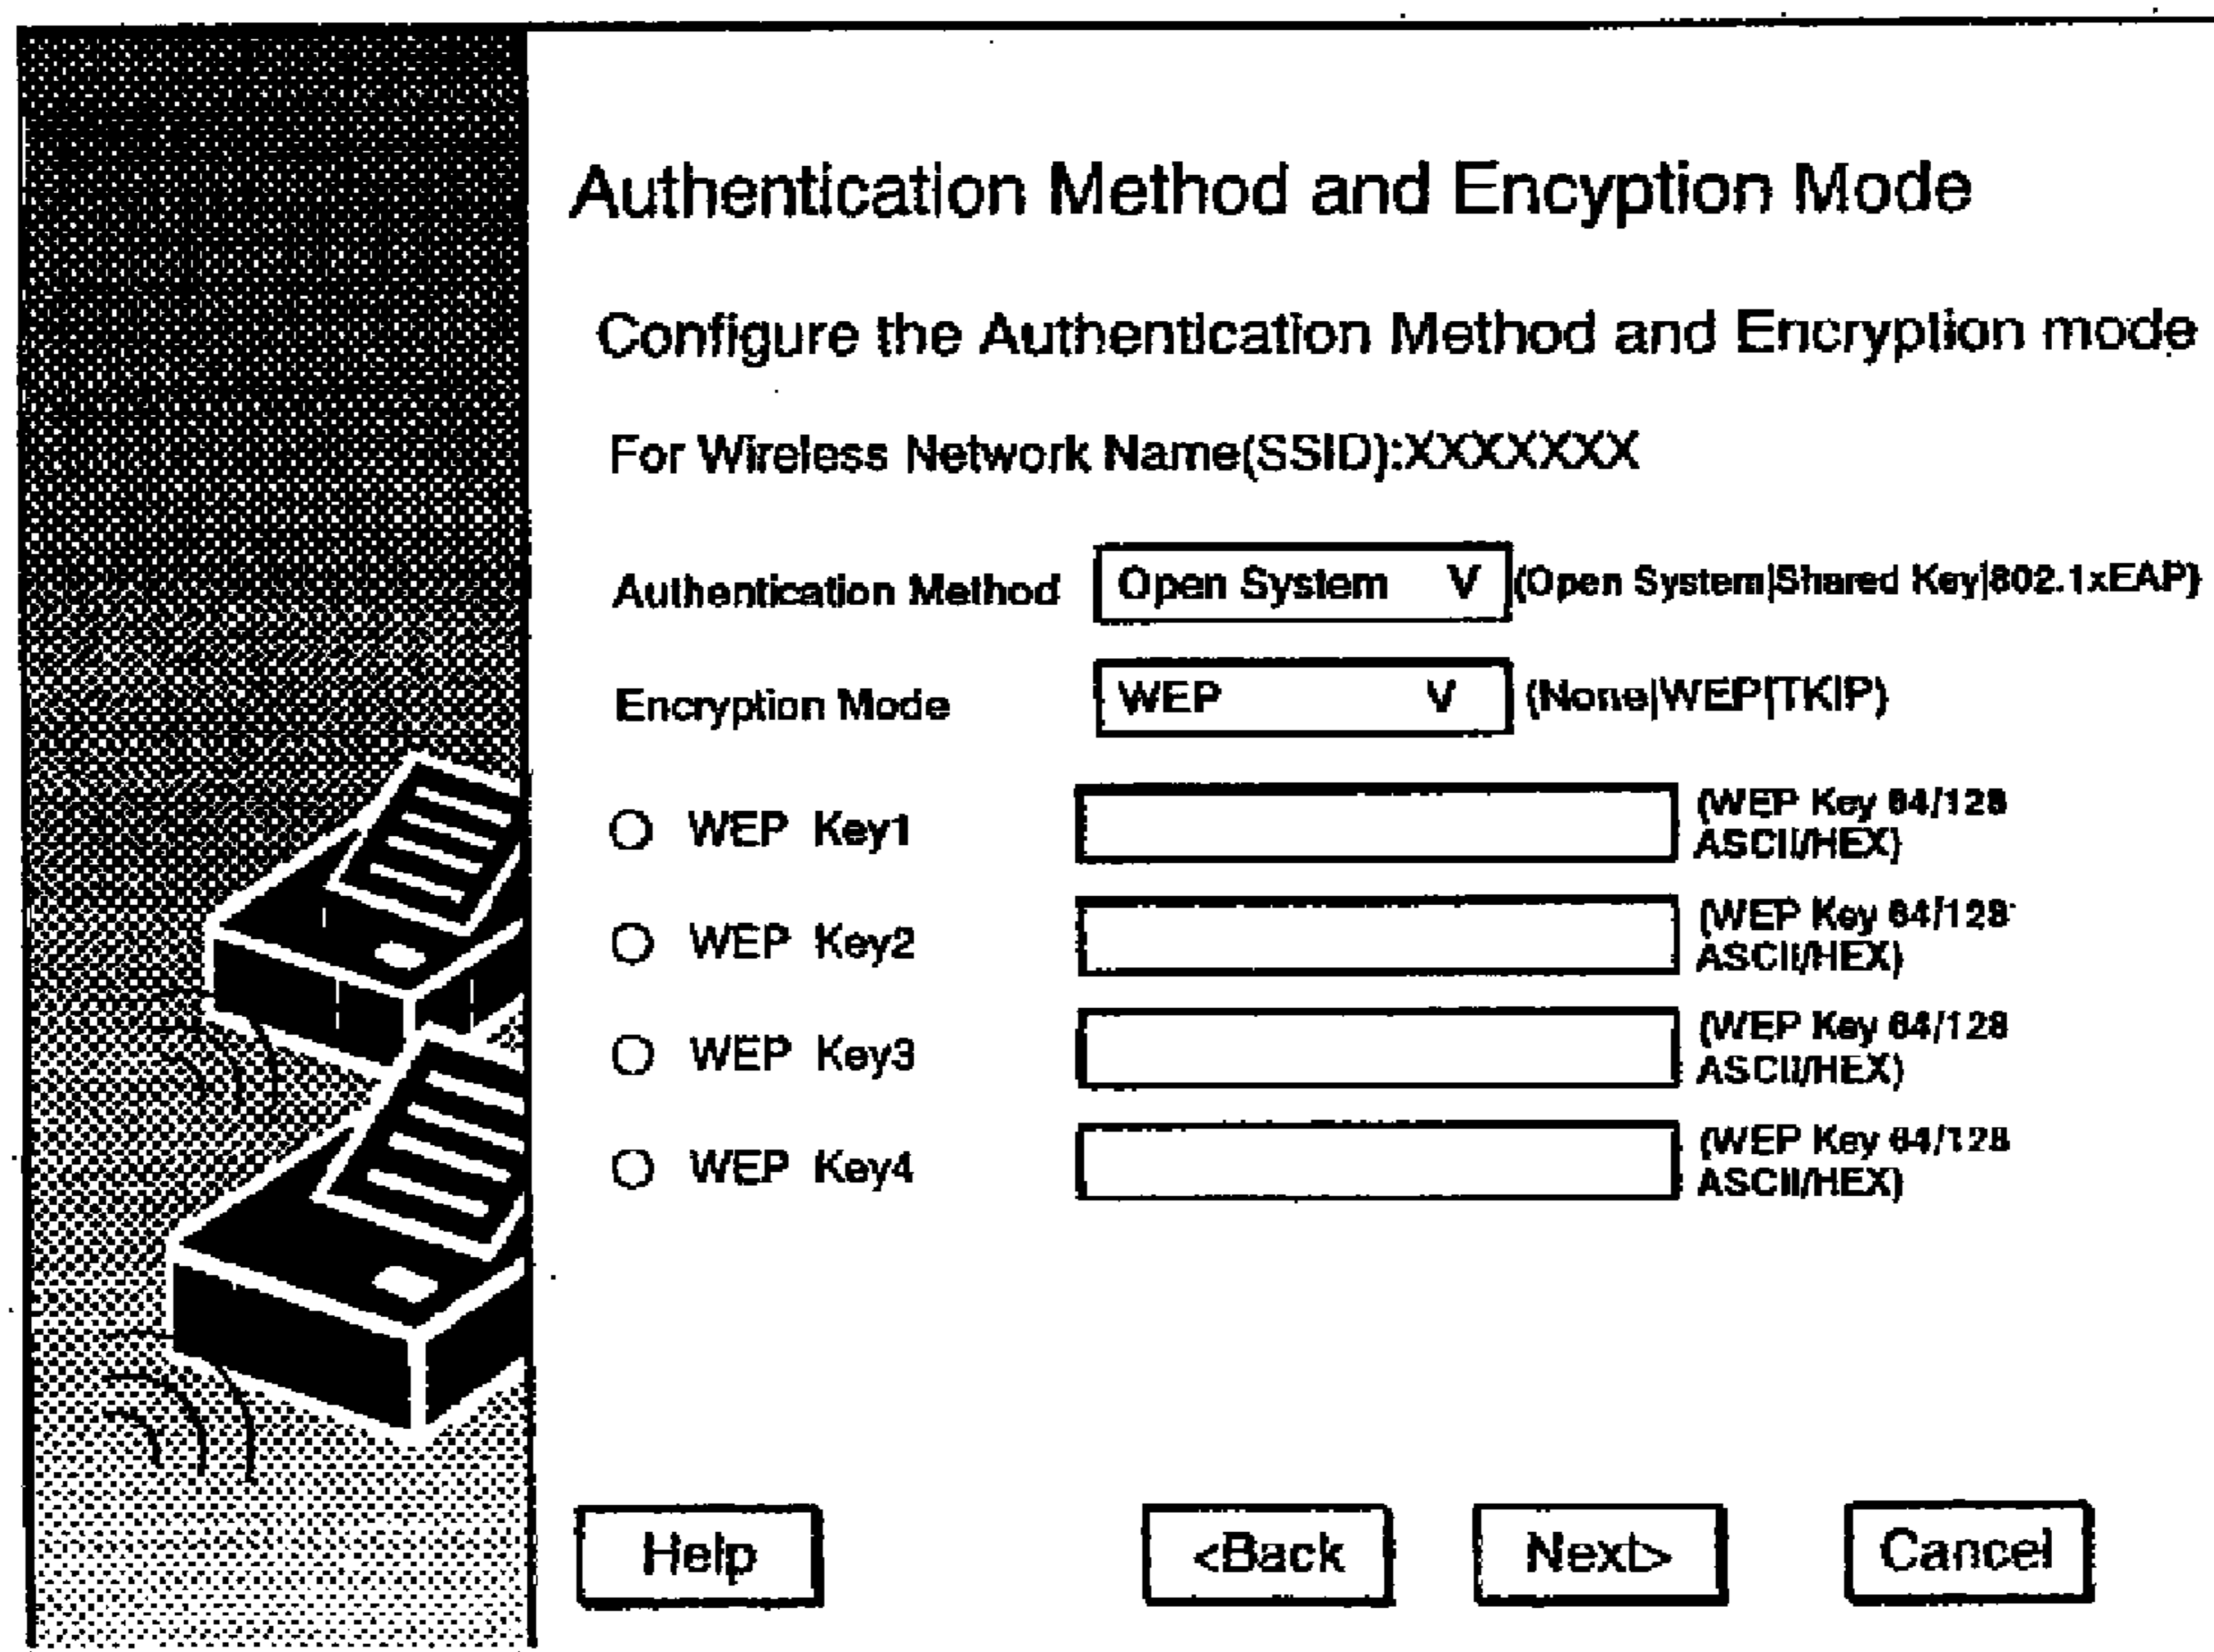 Authentication Method and Encyption Mode
Configure the Authentication Method and Encryption mode
For Wireless Network Name(SSID):XXXXXXX
Authentication Method Open System V (Open System|Shared Key|802.1xEAP)
Encryption Mode WEP V (None|WEP|TKIP)
WEP Key1 (WEP Key 64/128
ASCII/HEX)
WEP Key2 (WEP Key 64/128
ASCII/HEX)
WEP Key3 (WEP Key 64/128
ASCII/HEX)
WEP Key4 (WEP Key 64/128
ASCII/HEX)
Help <Back Next> Cancel